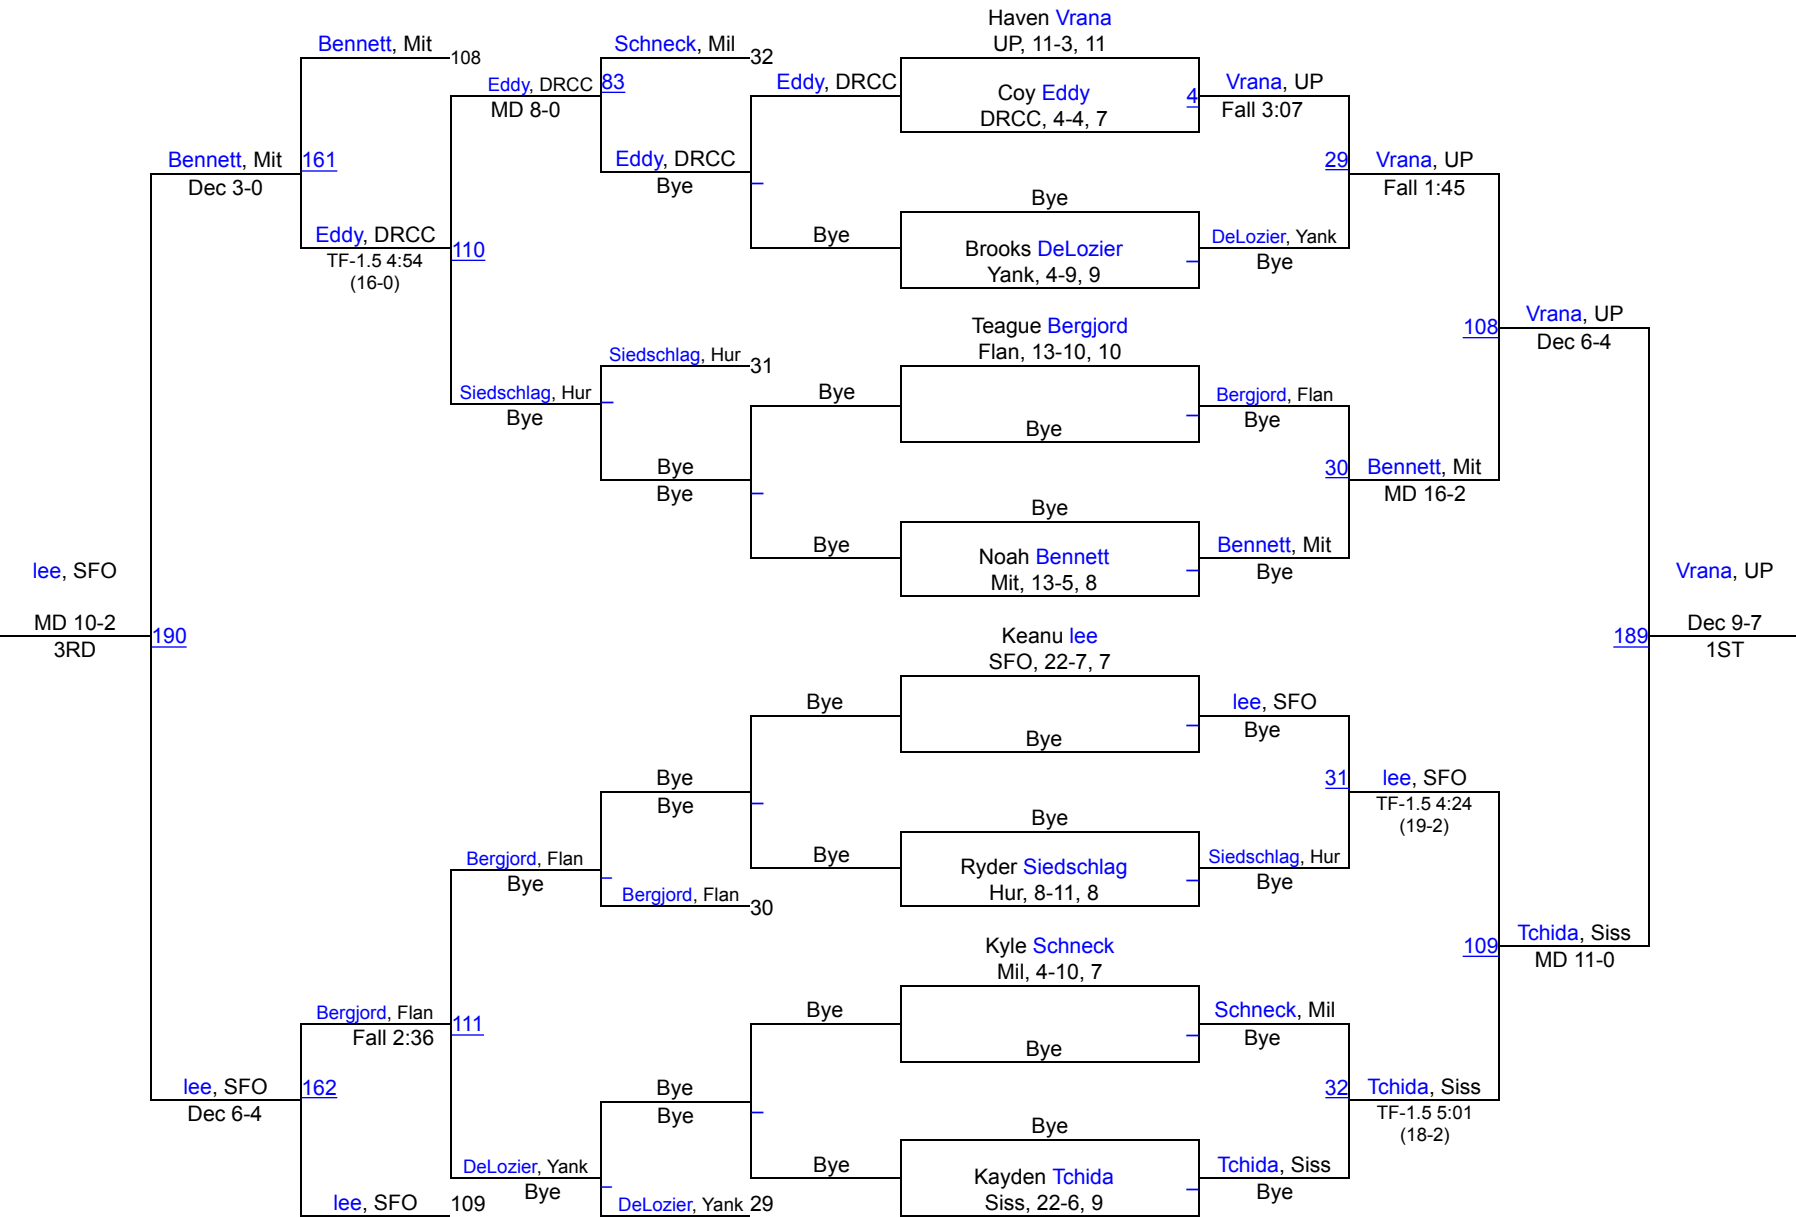 Haven Vrana
UP, 11-3, 11
Bennett, Mit
108
Schneck, Mil
32
Eddy, DRCC
83
MD 8-0
Eddy, DRCC
Coy Eddy
DRCC, 4-4, 7
4
Vrana, UP
Fall 3:07
Bennett, Mit
161
Dec 3-0
Eddy, DRCC
Bye
29
Vrana, UP
Fall 1:45
Bye
Eddy, DRCC
TF-1.5 4:54
(16-0)
110
Bye
Brooks DeLozier
Yank, 4-9, 9
DeLozier, Yank
Bye
Teague Bergjord
Flan, 13-10, 10
108
Vrana, UP
Dec 6-4
Siedschlag, Hur
31
Siedschlag, Hur
Bye
Bye
Bye
Bergjord, Flan
Bye
Bye
Bye
30
Bennett, Mit
MD 16-2
Bye
Bye
Noah Bennett
Mit, 13-5, 8
Bennett, Mit
Bye
lee, SFO
MD 10-2
3RD
190
Vrana, UP
189
Dec 9-7
1ST
Keanu lee
SFO, 22-7, 7
Bye
Bye
lee, SFO
Bye
Bye
Bye
31
lee, SFO
TF-1.5 4:24
(19-2)
Bye
Bergjord, Flan
Bye
Bye
Ryder Siedschlag
Hur, 8-11, 8
Siedschlag, Hur
Bye
Bergjord, Flan
30
Kyle Schneck
Mil, 4-10, 7
109
Tchida, Siss
MD 11-0
Bergjord, Flan
Fall 2:36
111
Bye
Bye
Schneck, Mil
Bye
lee, SFO
Dec 6-4
162
Bye
Bye
32
Tchida, Siss
TF-1.5 5:01
(18-2)
Bye
DeLozier, Yank
Bye
Bye
Kayden Tchida
Siss, 22-6, 9
Tchida, Siss
Bye
lee, SFO
109
DeLozier, Yank
29